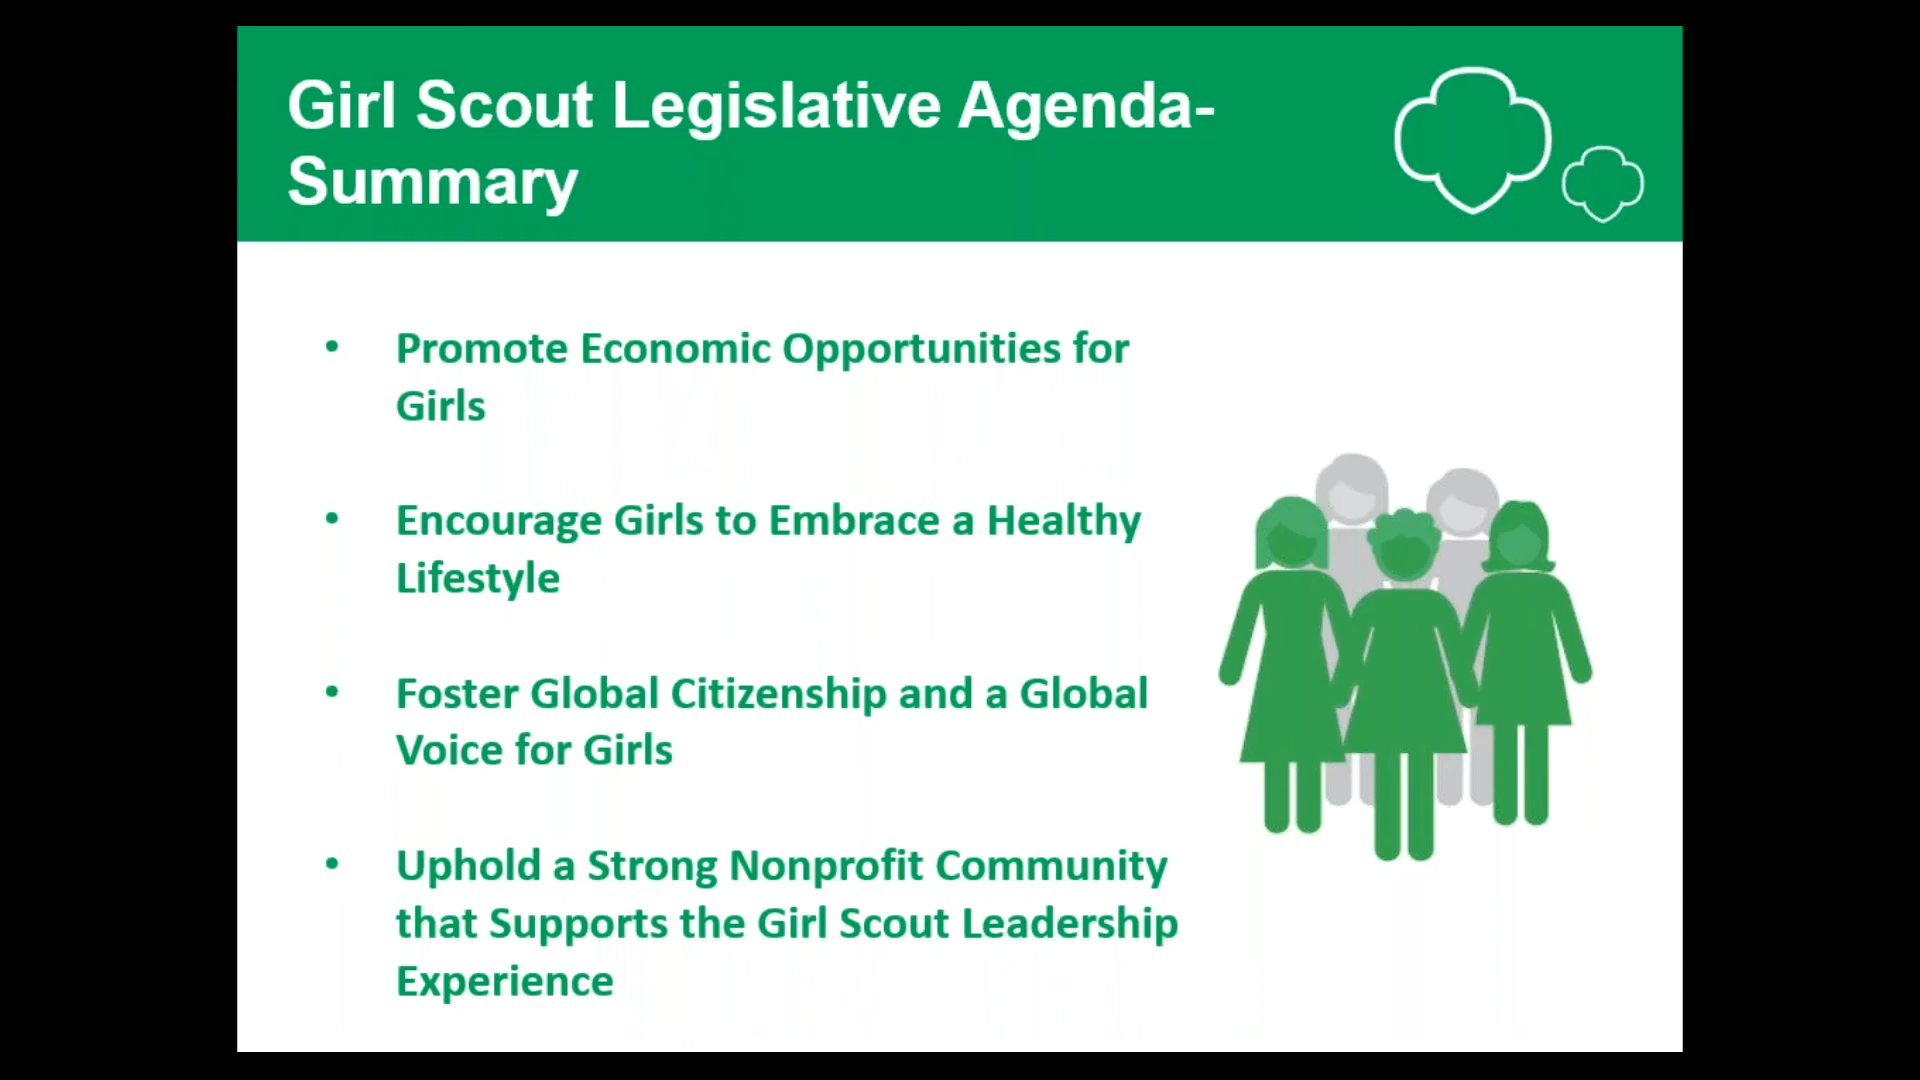 Girl Scout Legislative Agenda-
Summary
• Promote Economic Opportunities for
Girls
• Encourage Girls to Embrace a Healthy
Lifestyle
• Foster Global Citizenship and a Global
Voice for Girls
• Uphold a Strong Nonprofit Community
that Supports the Girl Scout Leadership
Experience